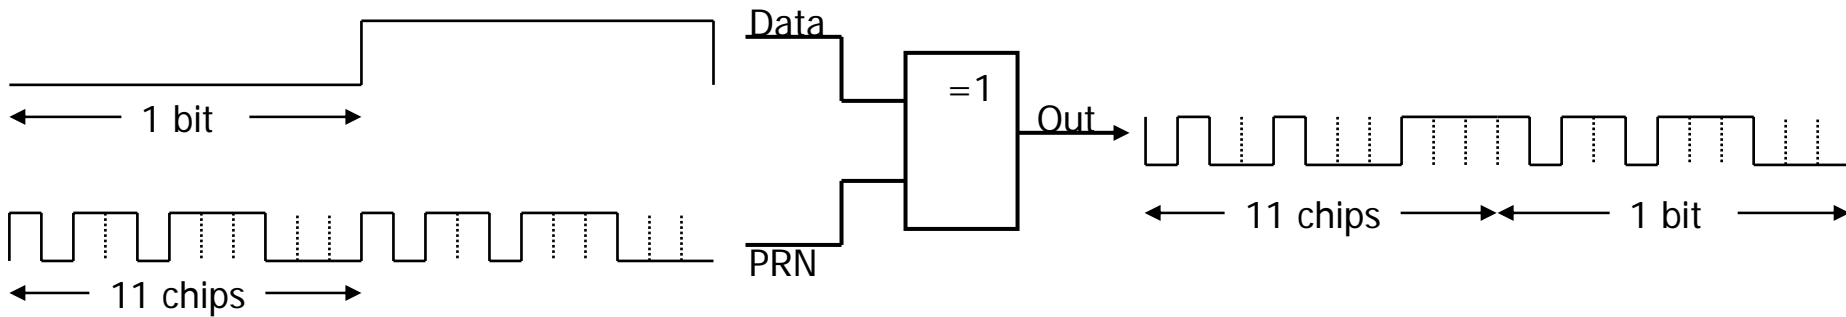 1 bit
11 chips
Data
PRN
=1
Out
11 chips
1 bit